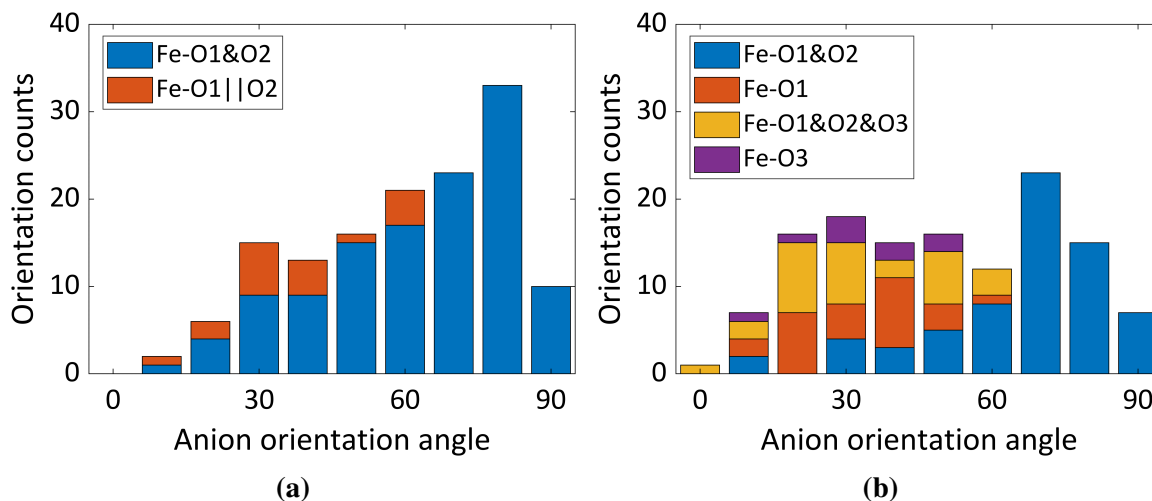 40
30
20
10
0
Orientation counts
Fe-O1&O2
Fe-O1||O2
0 30 60 90
Anion orientation angle
(a)
40
30
20
10
0
Orientation counts
Fe-O1&O2
Fe-O1
Fe-O1&O2&O3
Fe-O3
0 30 60 90
Anion orientation angle
(b)